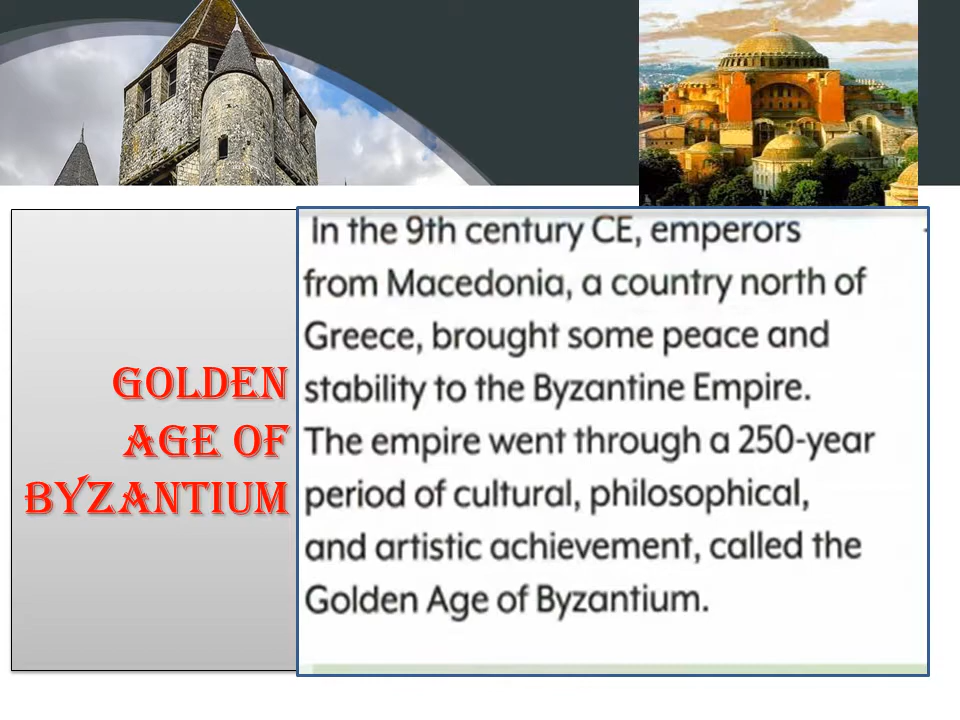 GOLDEN
AGE OF
BYZANTIUM
In the 9th century CE, emperors
from Macedonia, a country north of
Greece, brought some peace and
stability to the Byzantine Empire.
The empire went through a 250-year
period of cultural, philosophical,
and artistic achievement, called the
Golden Age of Byzantium.